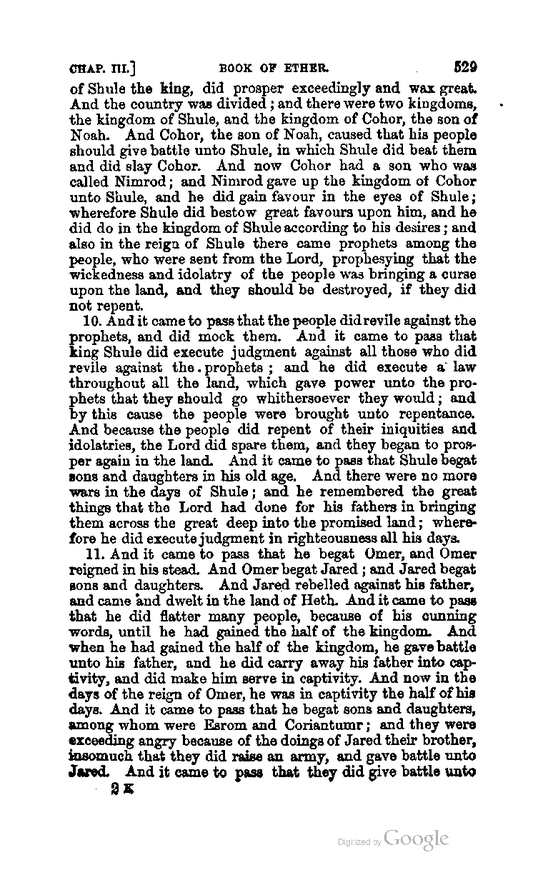 CHAP. III.] BOOK OF ETHER. 529
of Shule the king, did prosper exceedingly and wax great.
And the country was divided; and there were two kingdoms,
the kingdom of Shule, and the kingdom of Cohor, the son of
Noah. And Cohor, the son of Noah, caused that his people
should give battle unto Shule, in which Shule did beat them
and did slay Cohor. And now Cohor had a son who was
called Nimrod; and Nimrod gave up the kingdom of Cohor
unto Shule, and he did gain favour in the eyes of Shule;
wherefore Shule did bestow great favours upon him, and he
did do in the kingdom of Shule according to his desires; and
also in the reign of Shule there came prophets among the
people, who were sent from the Lord, prophesying that the
wickedness and idolatry of the people was bringing a curse
upon the land, and they should be destroyed, if they did
not repent.
10. And it came to pass that the people did revile against the
prophets, and did mock them. And it came to pass that
king Shule did execute judgment against all those who did
revile against the prophets; and he did execute a law
throughout all the land, which gave power unto the pro-
phets that they should go whithersoever they would; and
by this cause the people were brought unto repentance.
And because the people did repent of their iniquities and
idolatries, the Lord did spare them, and they began to pros-
per again in the land. And it came to pass that Shule begat
sons and daughters in his old age. And there were no more
wars in the days of Shule; and he remembered the great
things that the Lord had done for his fathers in bringing
them across the great deep into the promised land; where-
fore he did execute judgment in righteousness all his days.
11. And it came to pass that he begat Omer, and Omer
reigned in his stead. And Omer begat Jared; and Jared begat
sons and daughters. And Jared rebelled against his father,
and came and dwelt in the land of Heth. And it came to pass
that he did flatter many people, because of his cunning
words, until he had gained the half of the kingdom. And
when he had gained the half of the kingdom, he gave battle
unto his father, and he did carry away his father into cap-
tivity, and did make him serve in captivity. And now in the
days of the reign of Omer, he was in captivity the half of his
days. And it came to pass that he begat sons and daughters,
among whom were Esrom and Coriantumr; and they were
exceeding angry because of the doings of Jared their brother,
insomuch that they did raise an army, and gave battle unto
Jared. And it came to pass that they did give battle unto
2 K
Digitized by Google